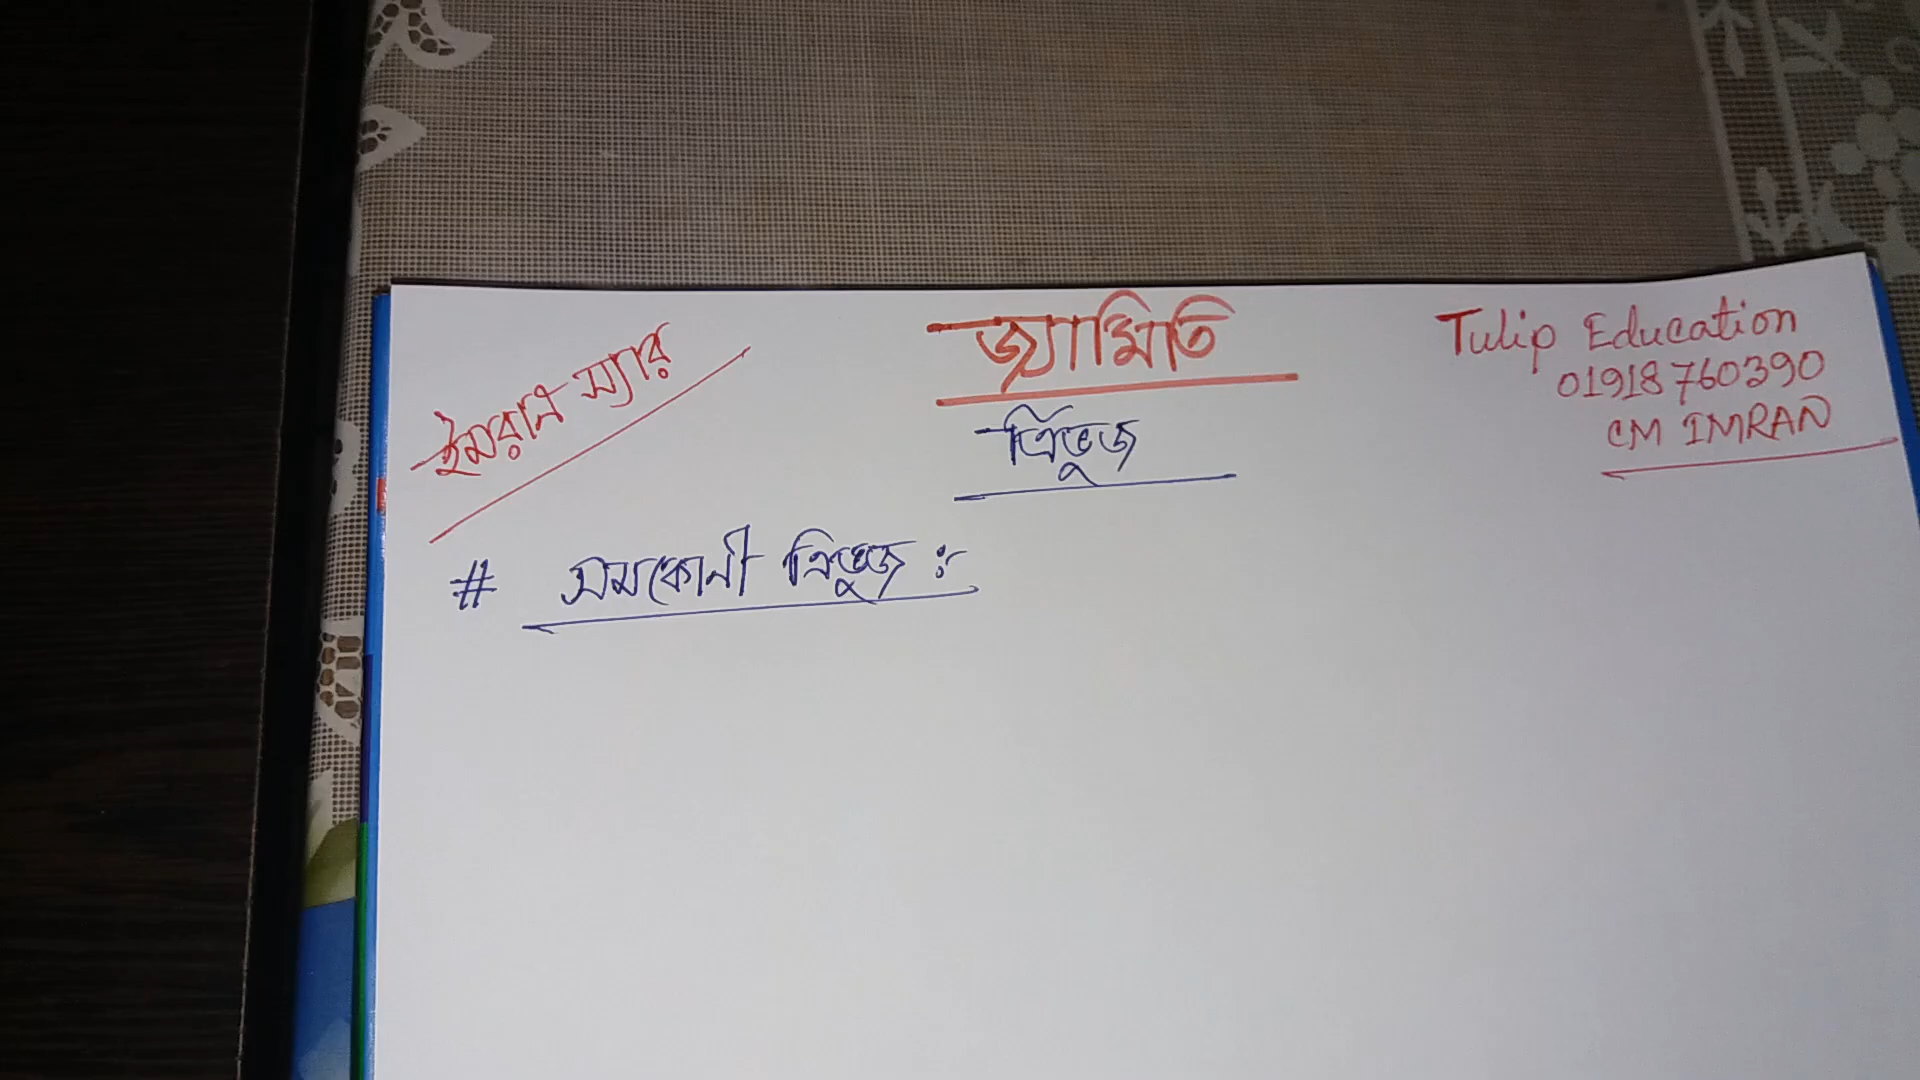 ইমরান স্যার
জ্যামিতি
ত্রিভুজ
Tulip Education
01918760390
CM IMRAN
# সমকোনী ত্রিভুজ :